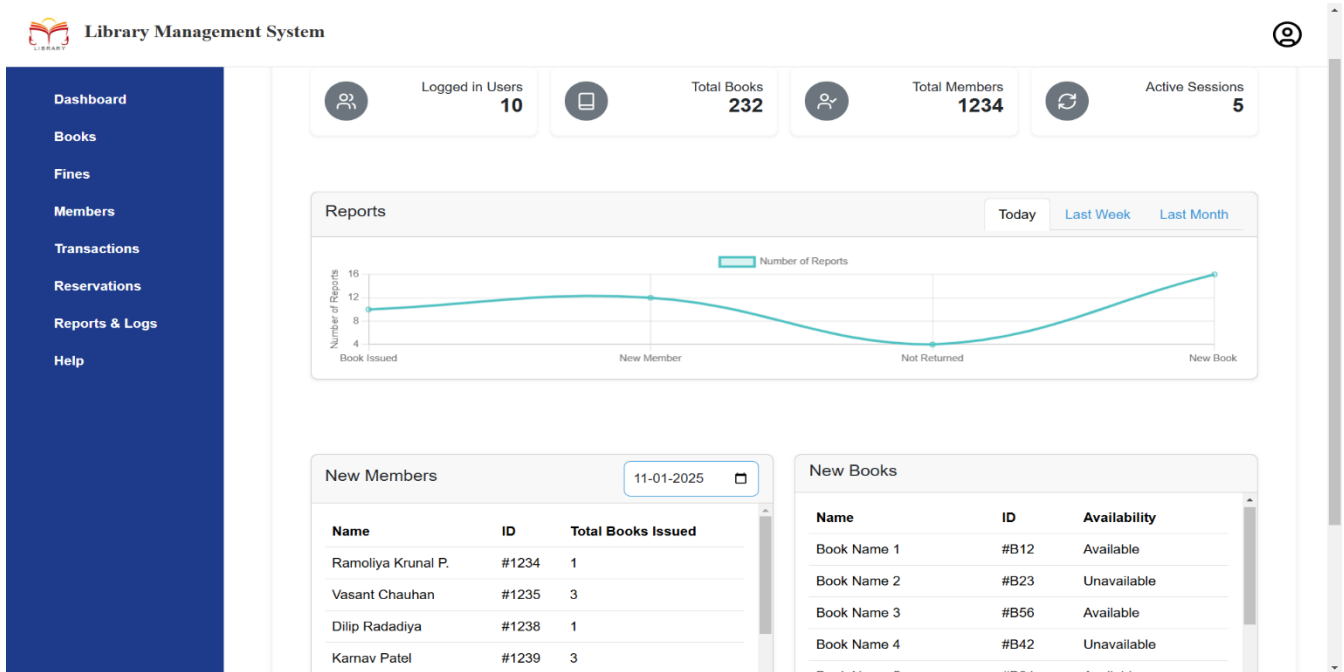 LIBRARY
Library Management System
Dashboard
Books
Fines
Members
Transactions
Reservations
Reports & Logs
Help
Logged in Users
10
Total Books
232
Total Members
1234
Active Sessions
5
Reports
Today Last Week Last Month
Number of Reports
Number of Reports
16
12
8
4
Book Issued New Member Not Returned New Book
New Members
11-01-2025
Name ID Total Books Issued
Ramoliya Krunal P. #1234 1
Vasant Chauhan #1235 3
Dilip Radadiya #1238 1
Karnav Patel #1239 3
New Books
Name ID Availability
Book Name 1 #B12 Available
Book Name 2 #B23 Unavailable
Book Name 3 #B56 Available
Book Name 4 #B42 Unavailable